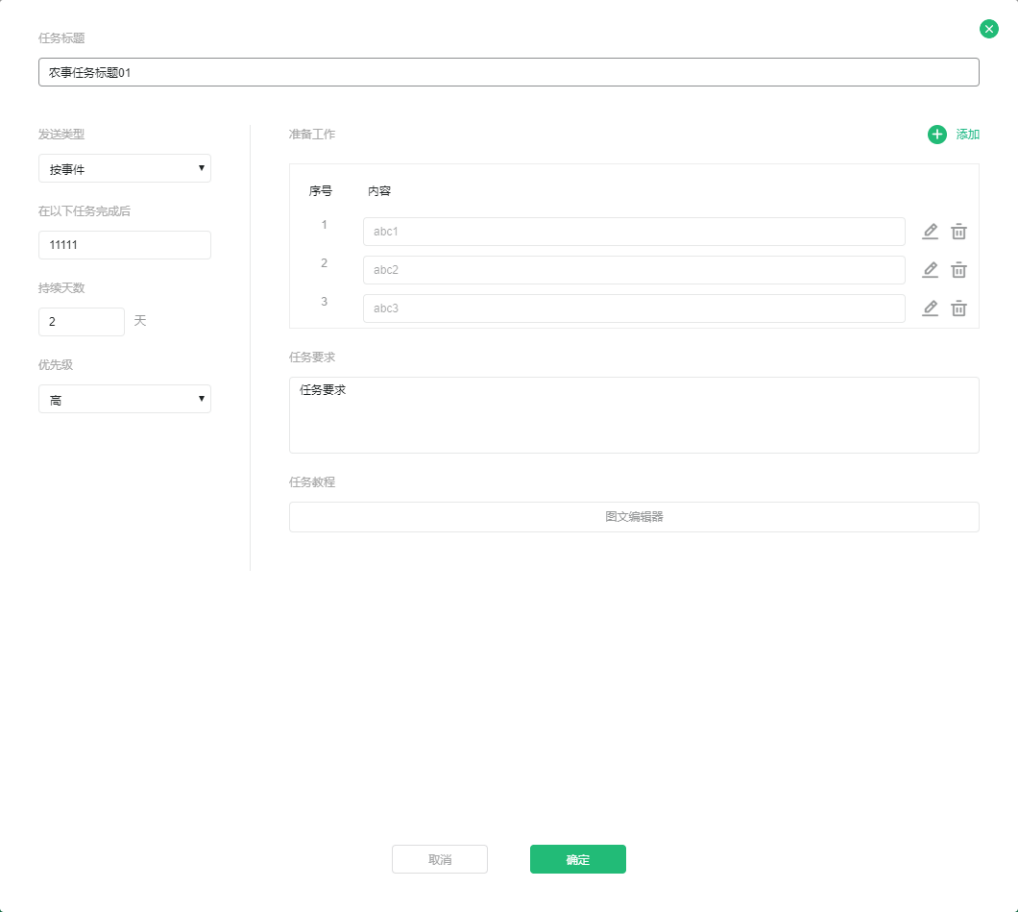 任务标题
农事任务标题01
发送类型
按事件
在以下任务完成后
11111
持续天数
2 天
优先级
高
准备工作
添加
序号 内容
1 abc1
2 abc2
3 abc3
任务要求
任务要求
任务教程
图文编辑器
取消 确定